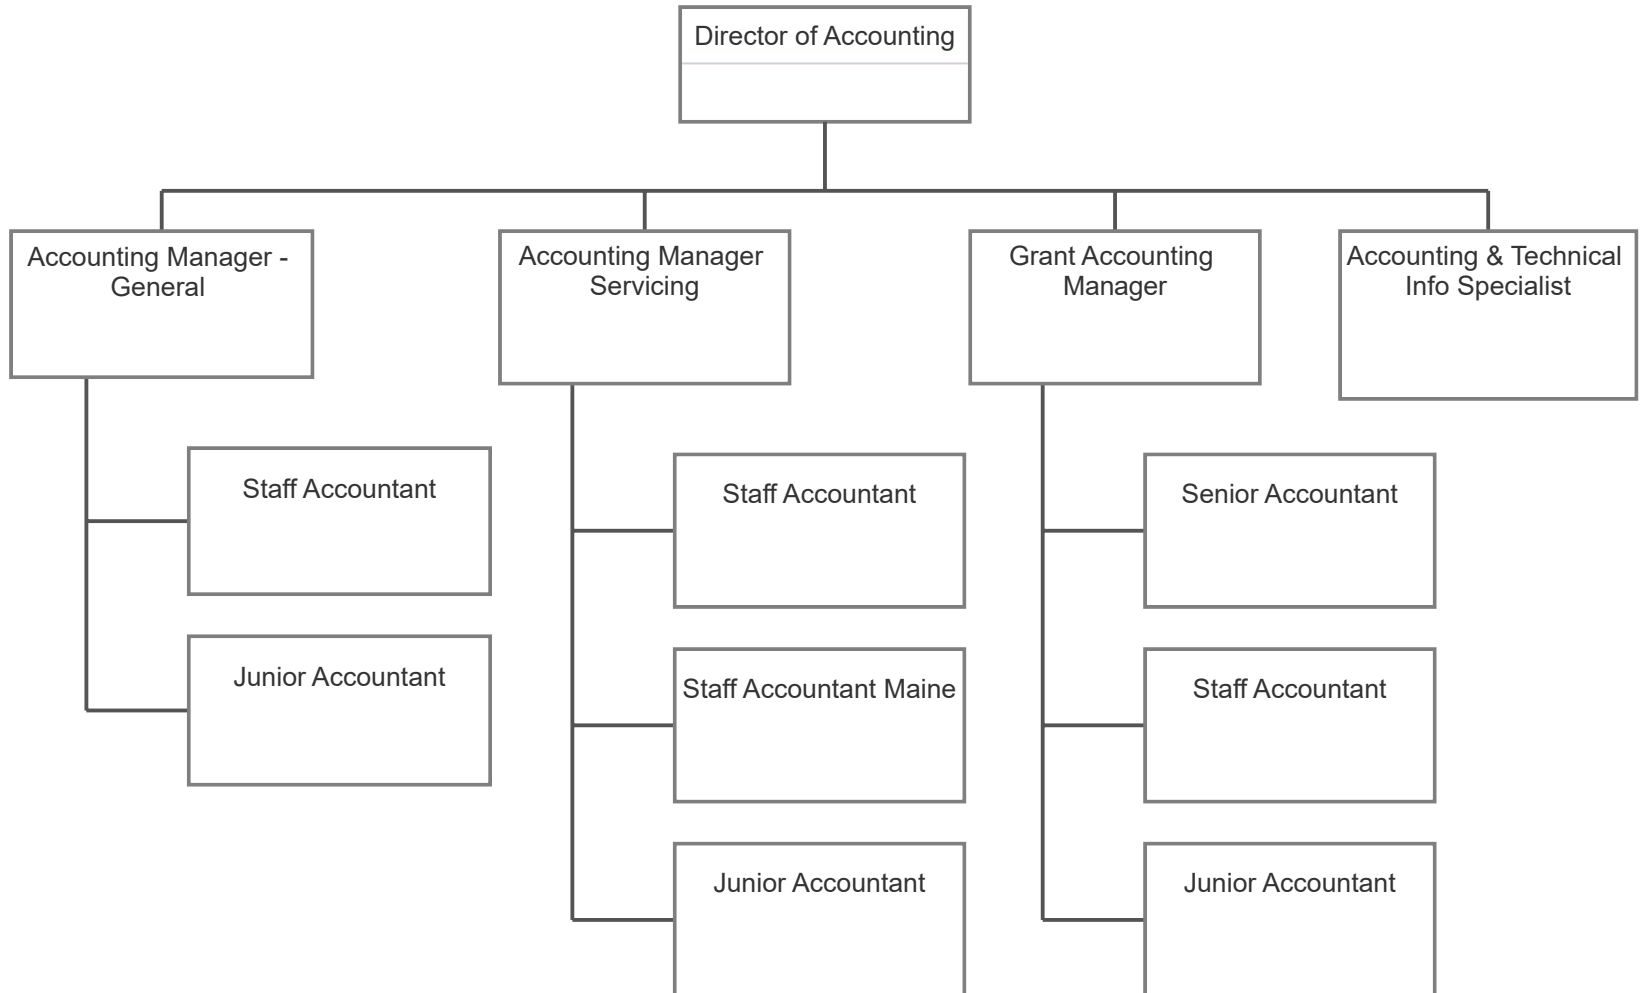 Director of Accounting
Accounting Manager -
General
Accounting Manager
Servicing
Grant Accounting
Manager
Accounting & Technical
Info Specialist
Staff Accountant
Junior Accountant
Staff Accountant
Staff Accountant Maine
Junior Accountant
Senior Accountant
Staff Accountant
Junior Accountant